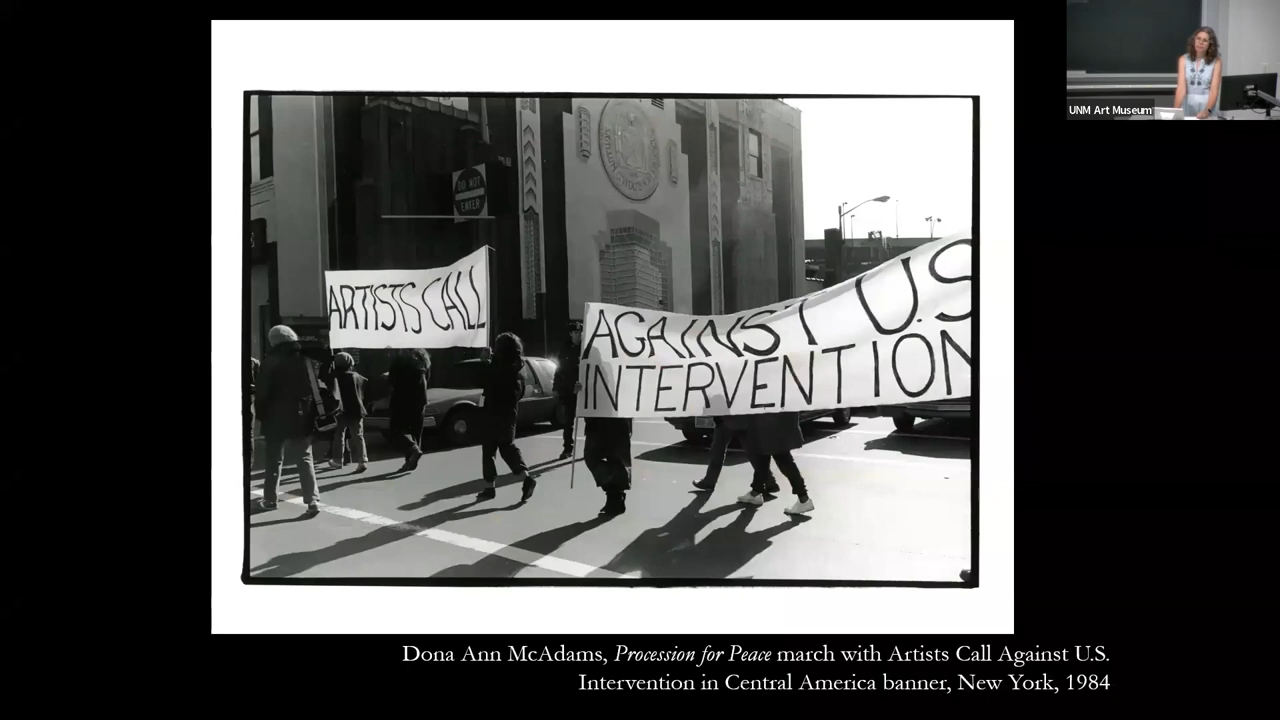 UNM Art Museum
DO NOT
ENTER
ARTISTS CALL
AGAINST U.S
INTERVENTION
Dona Ann McAdams, Procession for Peace march with Artists Call Against U.S.
Intervention in Central America banner, New York, 1984